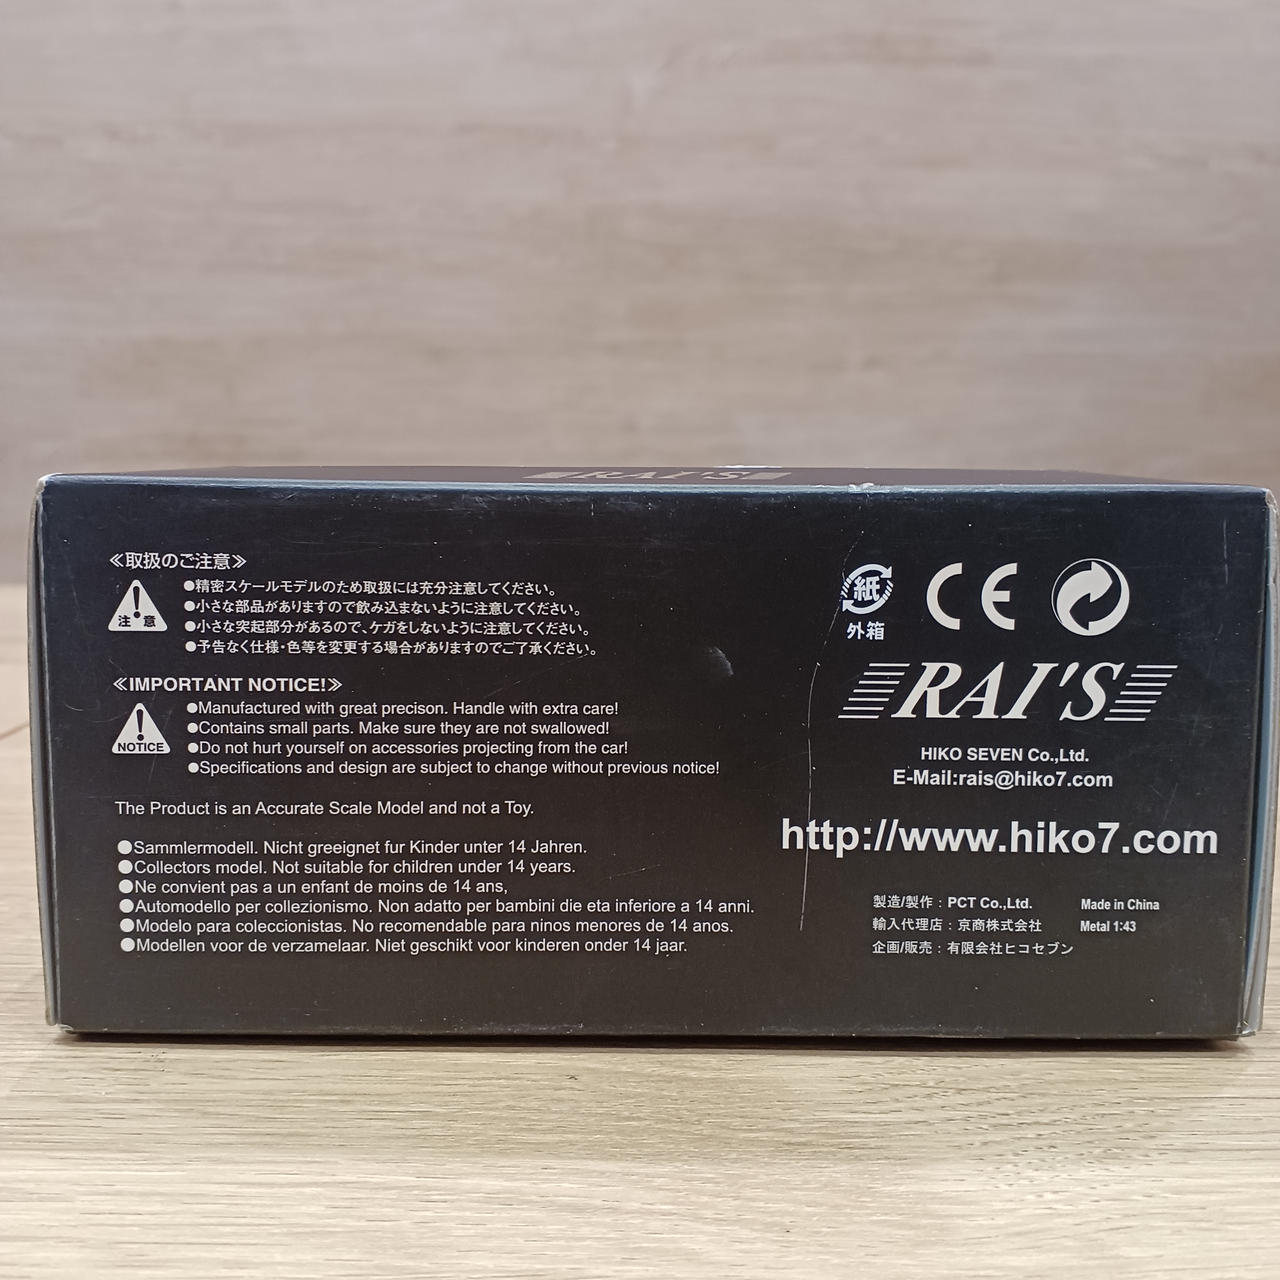 RAI'S
≪取扱のご注意≫
注 意
●精密スケールモデルのため取扱には充分注意してください。
●小さな部品がありますので飲み込まないように注意してください。
●小さな突起部分があるので、ケガをしないように注意してください。
●予告なく仕様・色等を変更する場合がありますのでご了承ください。
≪IMPORTANT NOTICE!≫
NOTICE
●Manufactured with great precison. Handle with extra care!
●Contains small parts. Make sure they are not swallowed!
●Do not hurt yourself on accessories projecting from the car!
●Specifications and design are subject to change without previous notice!
The Product is an Accurate Scale Model and not a Toy.
●Sammlermodell. Nicht greeignet fur Kinder unter 14 Jahren.
●Collectors model. Not suitable for children under 14 years.
●Ne convient pas a un enfant de moins de 14 ans,
●Automodello per collezionismo. Non adatto per bambini die eta inferiore a 14 anni.
●Modelo para coleccionistas. No recomendable para ninos menores de 14 anos.
●Modellen voor de verzamelaar. Niet geschikt voor kinderen onder 14 jaar.
紙
外箱
CE
RAI'S
HIKO SEVEN Co.,Ltd.
E-Mail:rais@hiko7.com
http://www.hiko7.com
製造/製作：PCT Co.,Ltd. Made in China
輸入代理店：京商株式会社 Metal 1:43
企画/販売：有限会社ヒコセブン